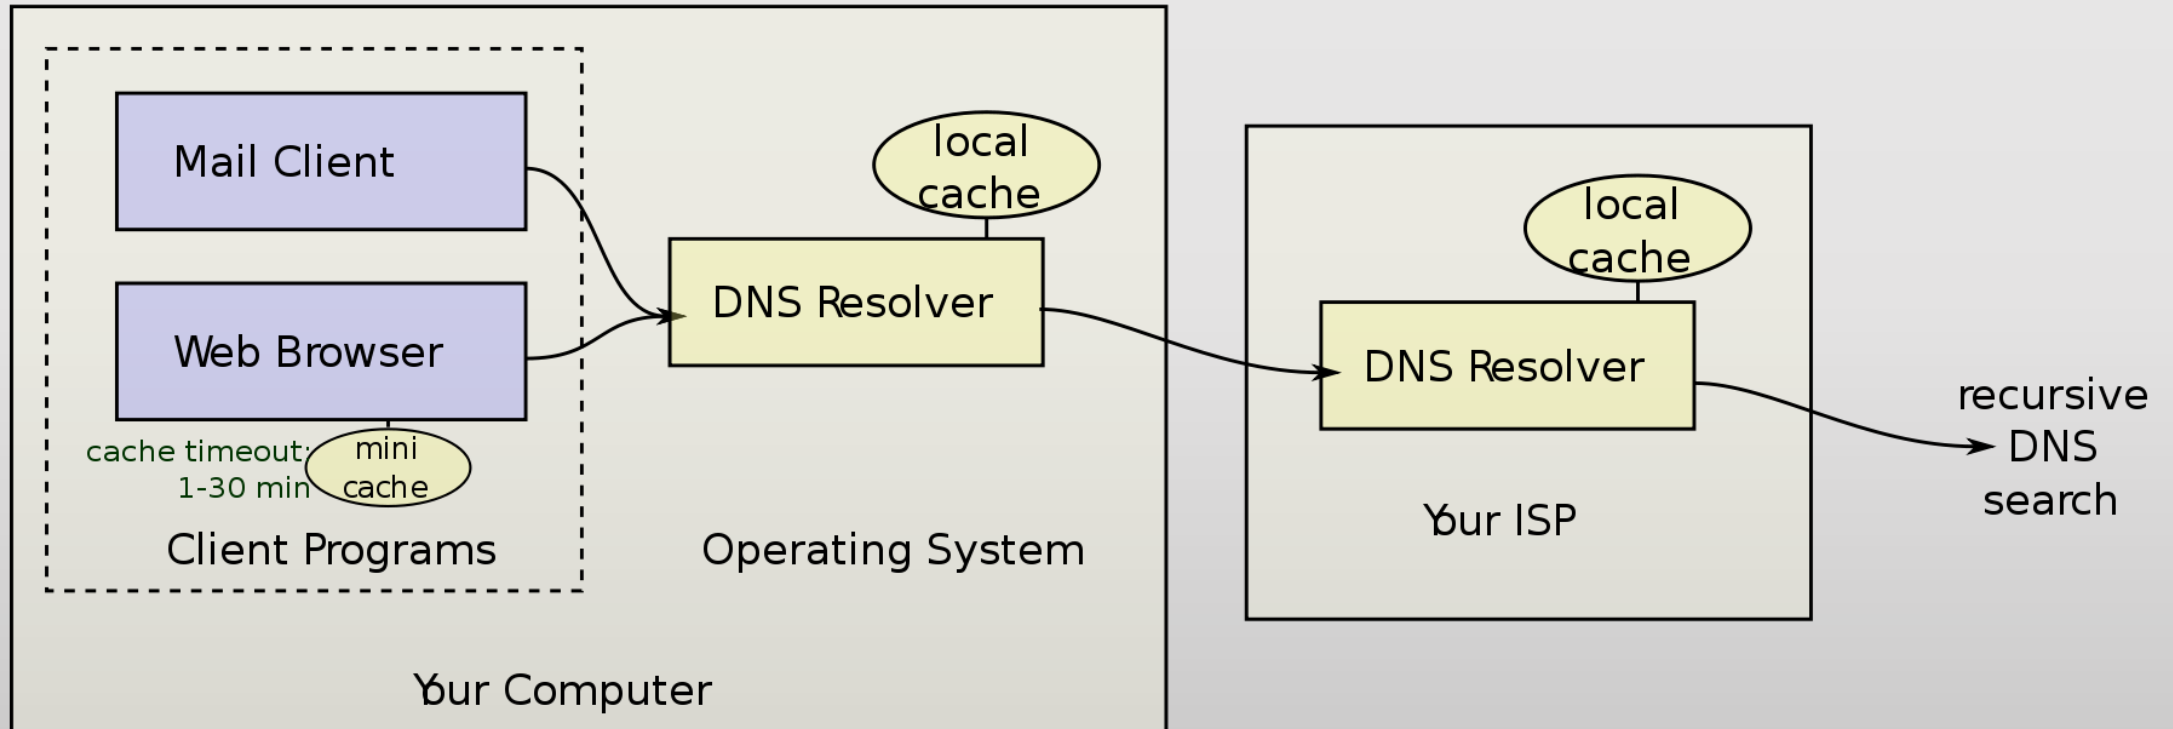 Mail Client
Web Browser
cache timeout:
1-30 min
mini
cache
Client Programs
local
cache
DNS Resolver
Operating System
Your Computer
local
cache
DNS Resolver
Your ISP
recursive
DNS
search